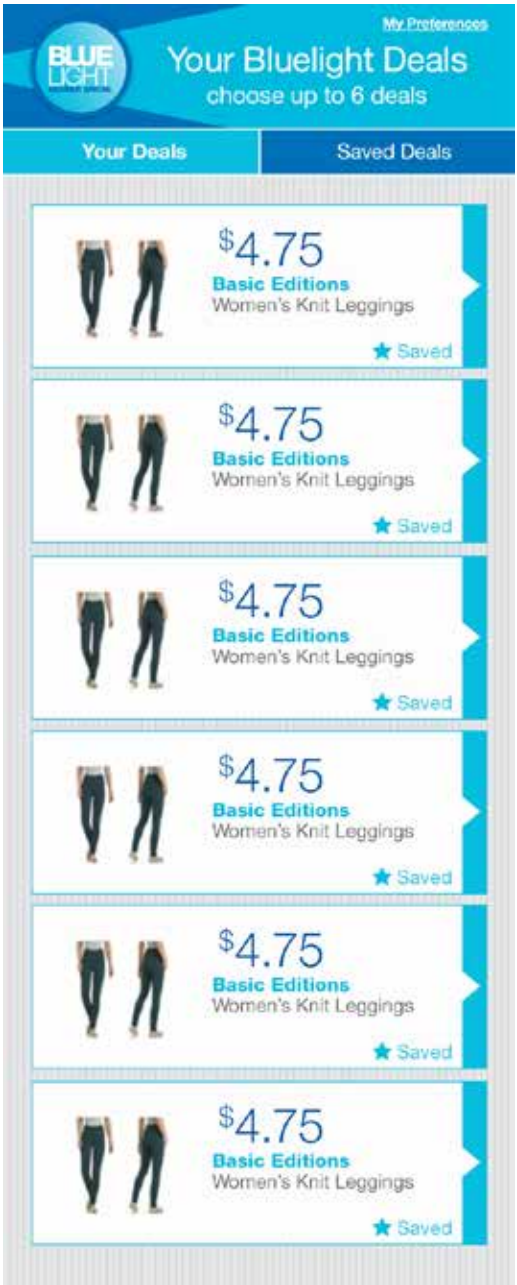 My Preferences
BLUE
LIGHT
Your Bluelight Deals
choose up to 6 deals
Your Deals
Saved Deals
$4.75
Basic Editions
Women's Knit Leggings
Saved
$4.75
Basic Editions
Women's Knit Leggings
Saved
$4.75
Basic Editions
Women's Knit Leggings
Saved
$4.75
Basic Editions
Women's Knit Leggings
Saved
$4.75
Basic Editions
Women's Knit Leggings
Saved
$4.75
Basic Editions
Women's Knit Leggings
Saved